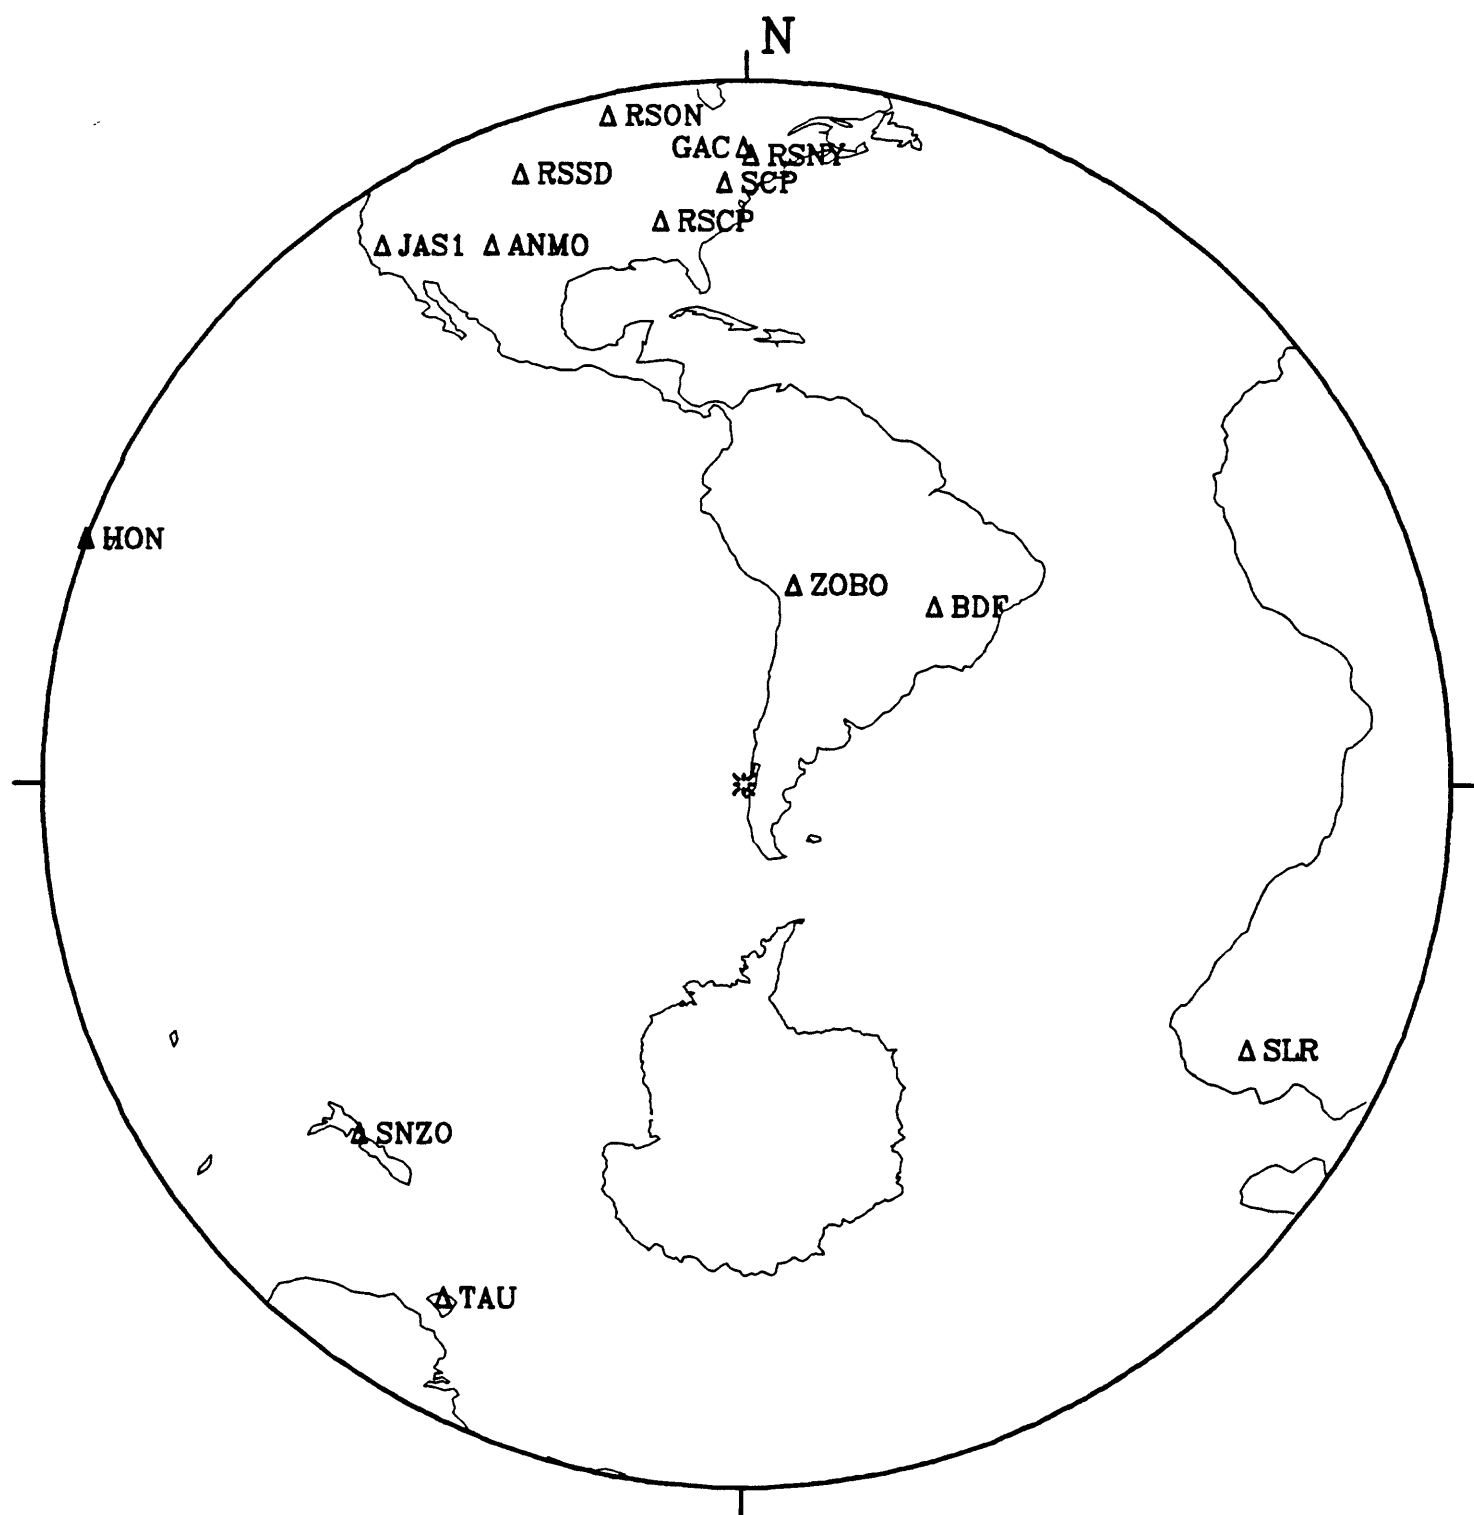 N
RSON
GAC
RSNY
RSSD
SCP
RSCP
JAS1
ANMO
HON
ZOBO
BDF
SLR
SNZO
TAU